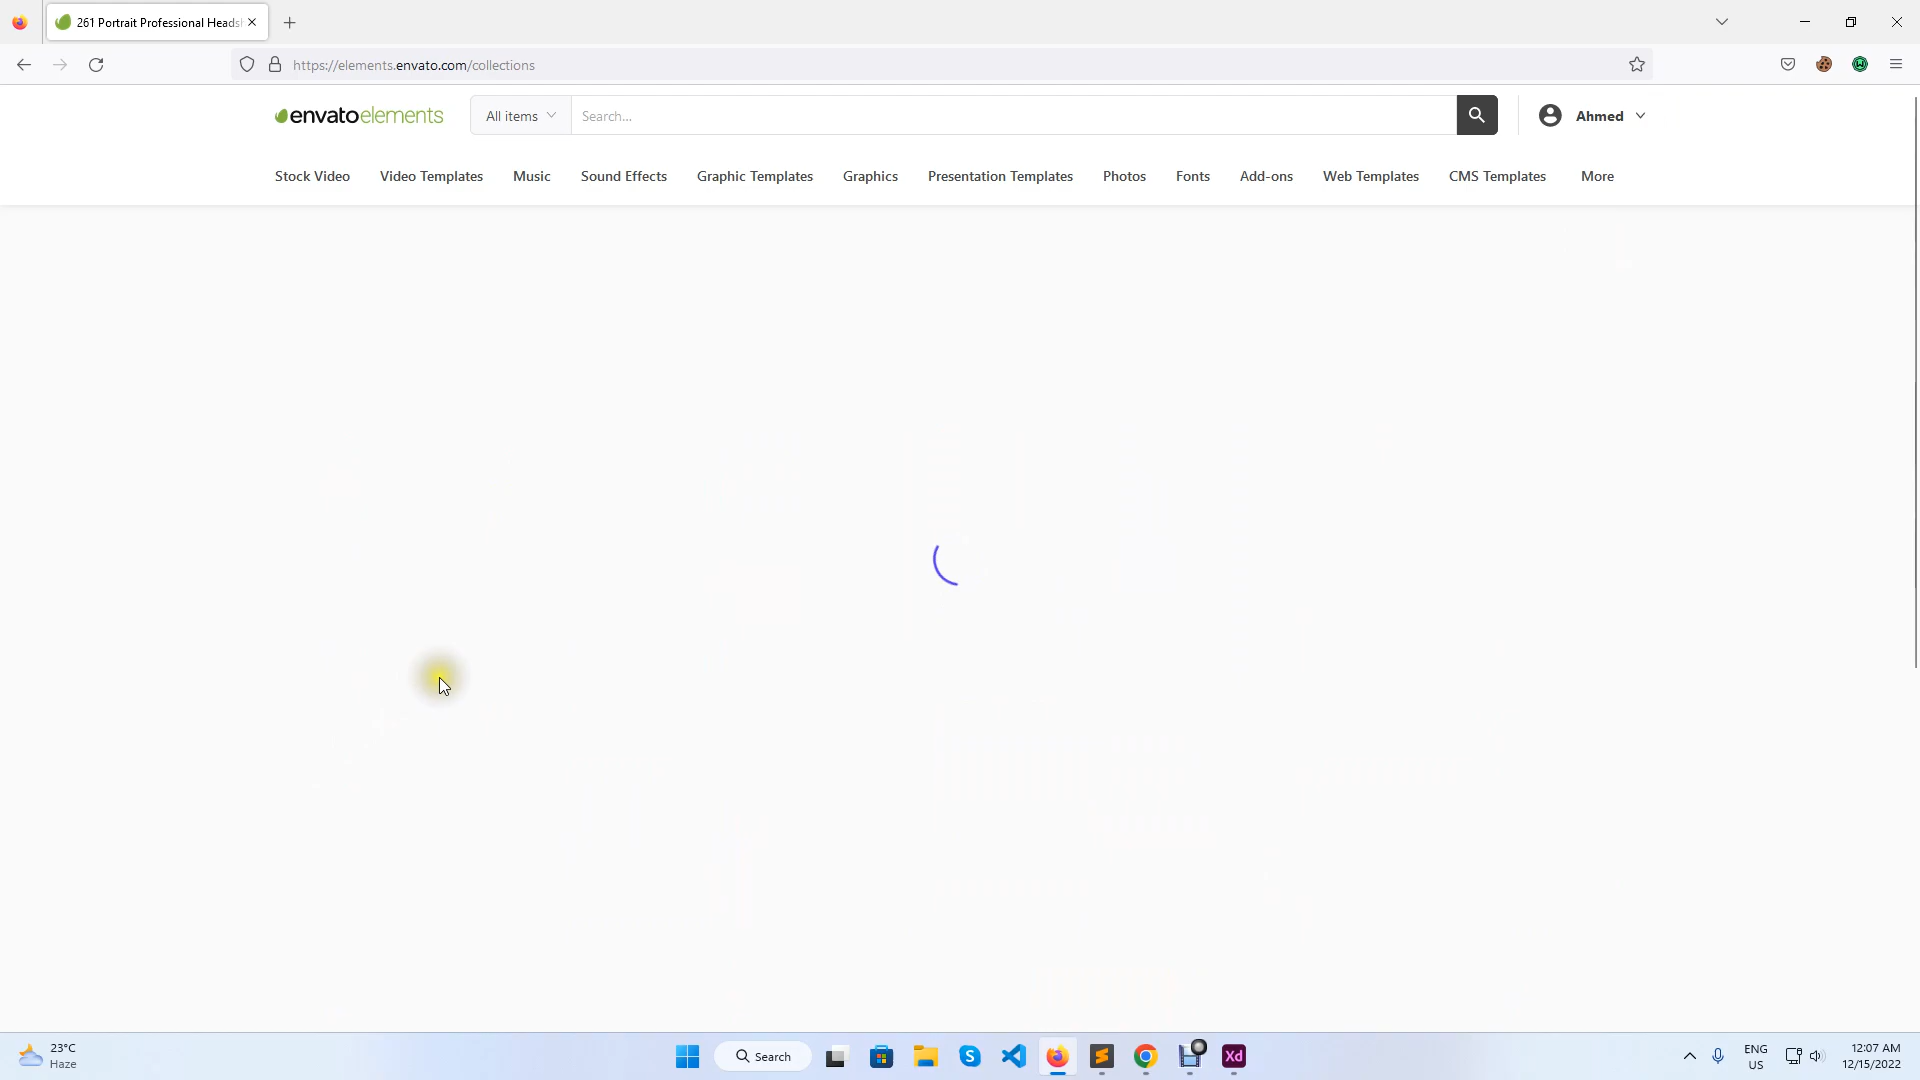 261 Portrait Professional Heads
https://elements.envato.com/collections
envatoelements
All items
Search...
Ahmed
Stock Video
Video Templates
Music
Sound Effects
Graphic Templates
Graphics
Presentation Templates
Photos
Fonts
Add-ons
Web Templates
CMS Templates
More
23°C
Haze
Search
Xd
ENG
US
12:07 AM
12/15/2022